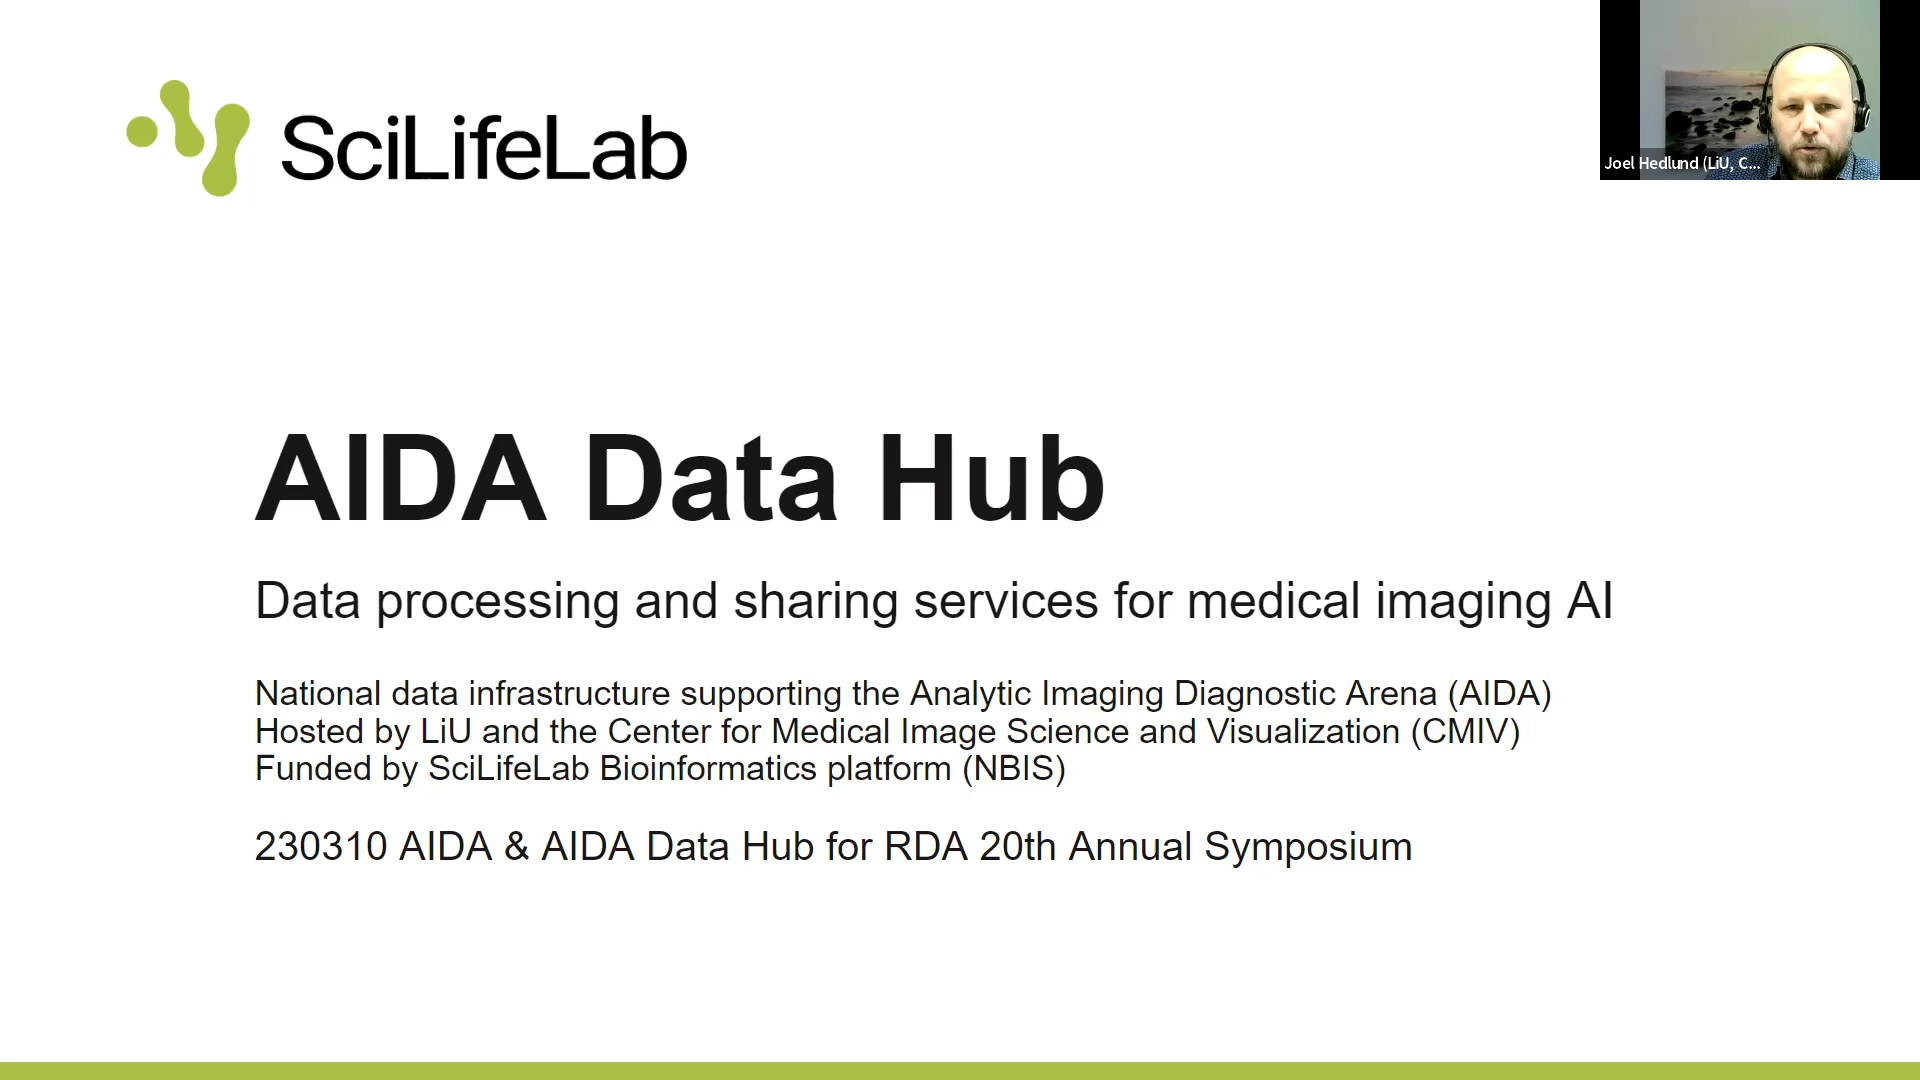 SciLifeLab
Joel Hedlund (LiU, C...
AIDA Data Hub
Data processing and sharing services for medical imaging AI
National data infrastructure supporting the Analytic Imaging Diagnostic Arena (AIDA)
Hosted by LiU and the Center for Medical Image Science and Visualization (CMIV)
Funded by SciLifeLab Bioinformatics platform (NBIS)
230310 AIDA & AIDA Data Hub for RDA 20th Annual Symposium